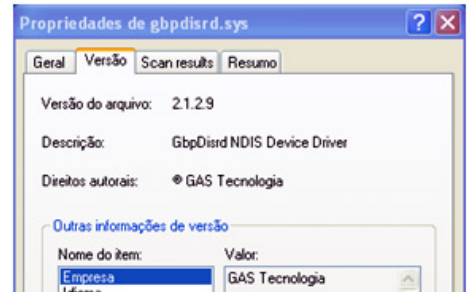 Propriedades de gbpdisrd.sys
Geral Versão Scan results Resumo
Versão do arquivo: 2.1.2.9
Descrição: GbpDisrd NDIS Device Driver
Direitos autorais: © GAS Tecnologia
Outras informações de versão
Nome do item: Valor:
Empresa GAS Tecnologia
Idioma